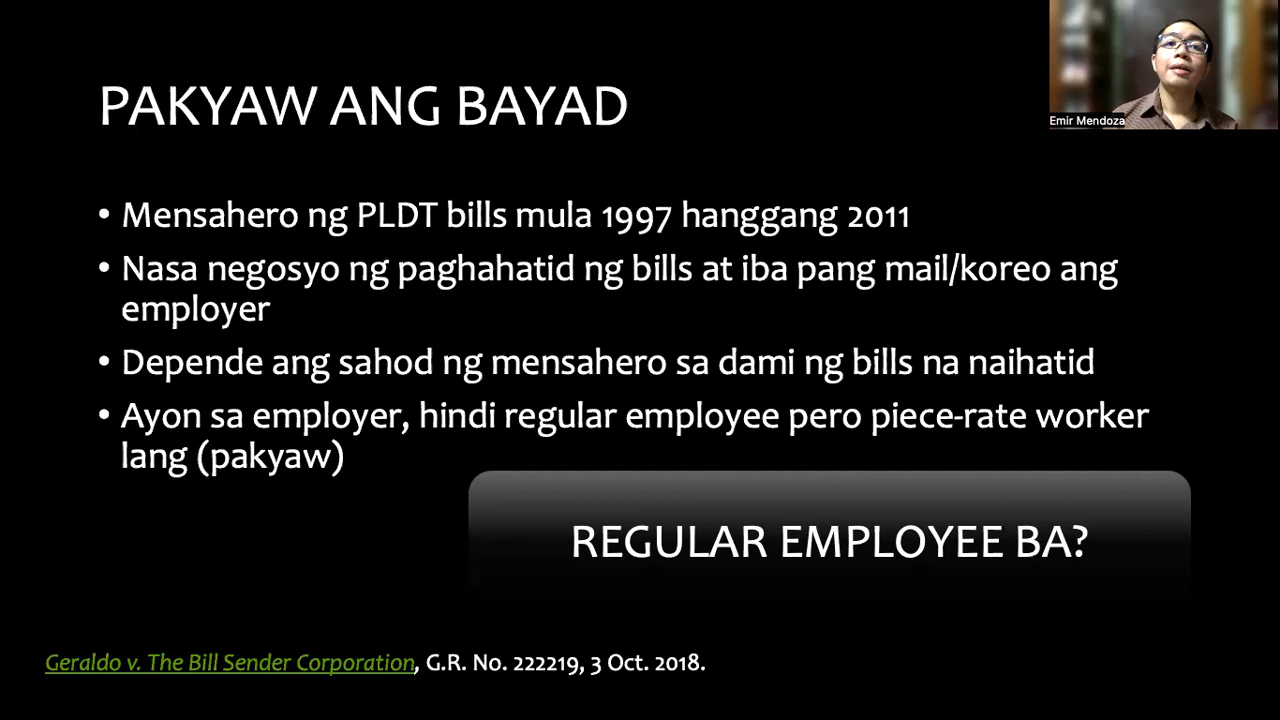 PAKYAW ANG BAYAD
Emir Mendoza
• Mensahero ng PLDT bills mula 1997 hanggang 2011
• Nasa negosyo ng paghahatid ng bills at iba pang mail/koreo ang
employer
• Depende ang sahod ng mensahero sa dami ng bills na naihatid
• Ayon sa employer, hindi regular employee pero piece-rate worker
lang (pakyaw)
REGULAR EMPLOYEE BA?
Geraldo v. The Bill Sender Corporation, G.R. No. 222219, 3 Oct. 2018.